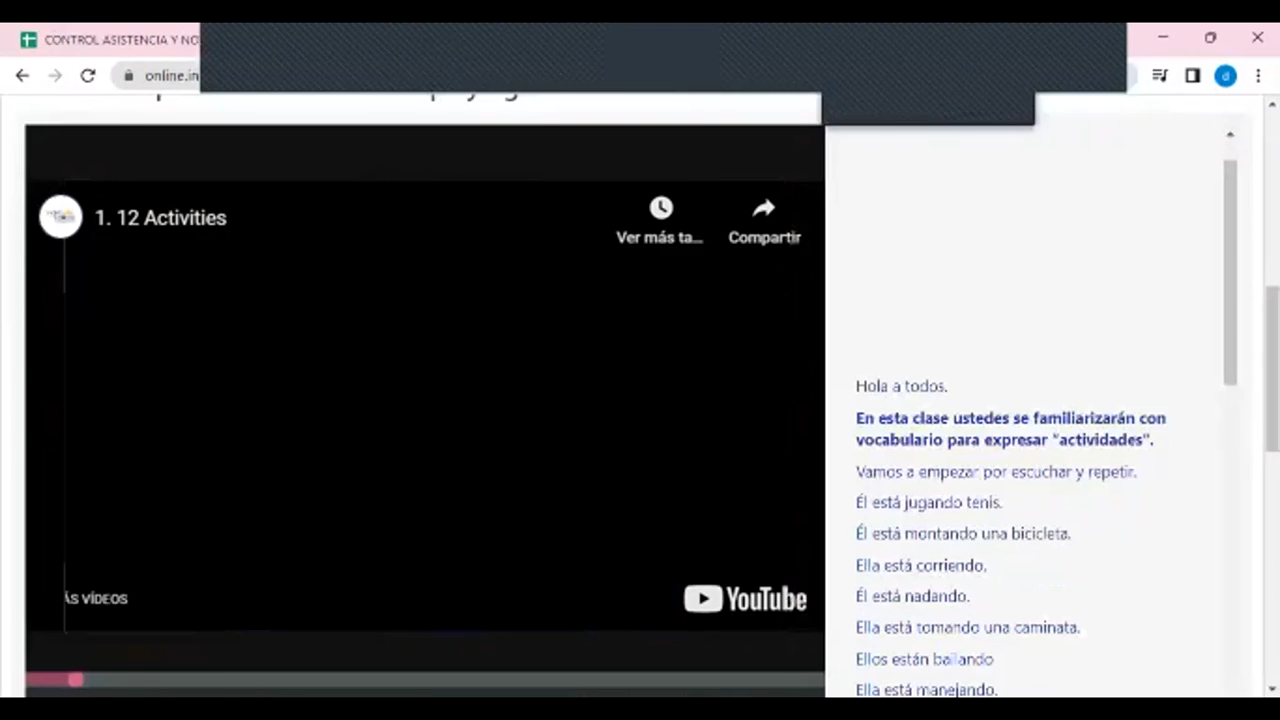 CONTROL ASISTENCIA Y NO
online.in
d
1. 12 Activities
Ver más ta...
Compartir
ÁS VÍDEOS
YouTube
Hola a todos.
En esta clase ustedes se familiarizarán con
vocabulario para expresar "actividades".
Vamos a empezar por escuchar y repetir.
Él está jugando tenis.
Él está montando una bicicleta.
Ella está corriendo.
Él está nadando.
Ella está tomando una caminata.
Ellos están bailando
Ella está manejando.